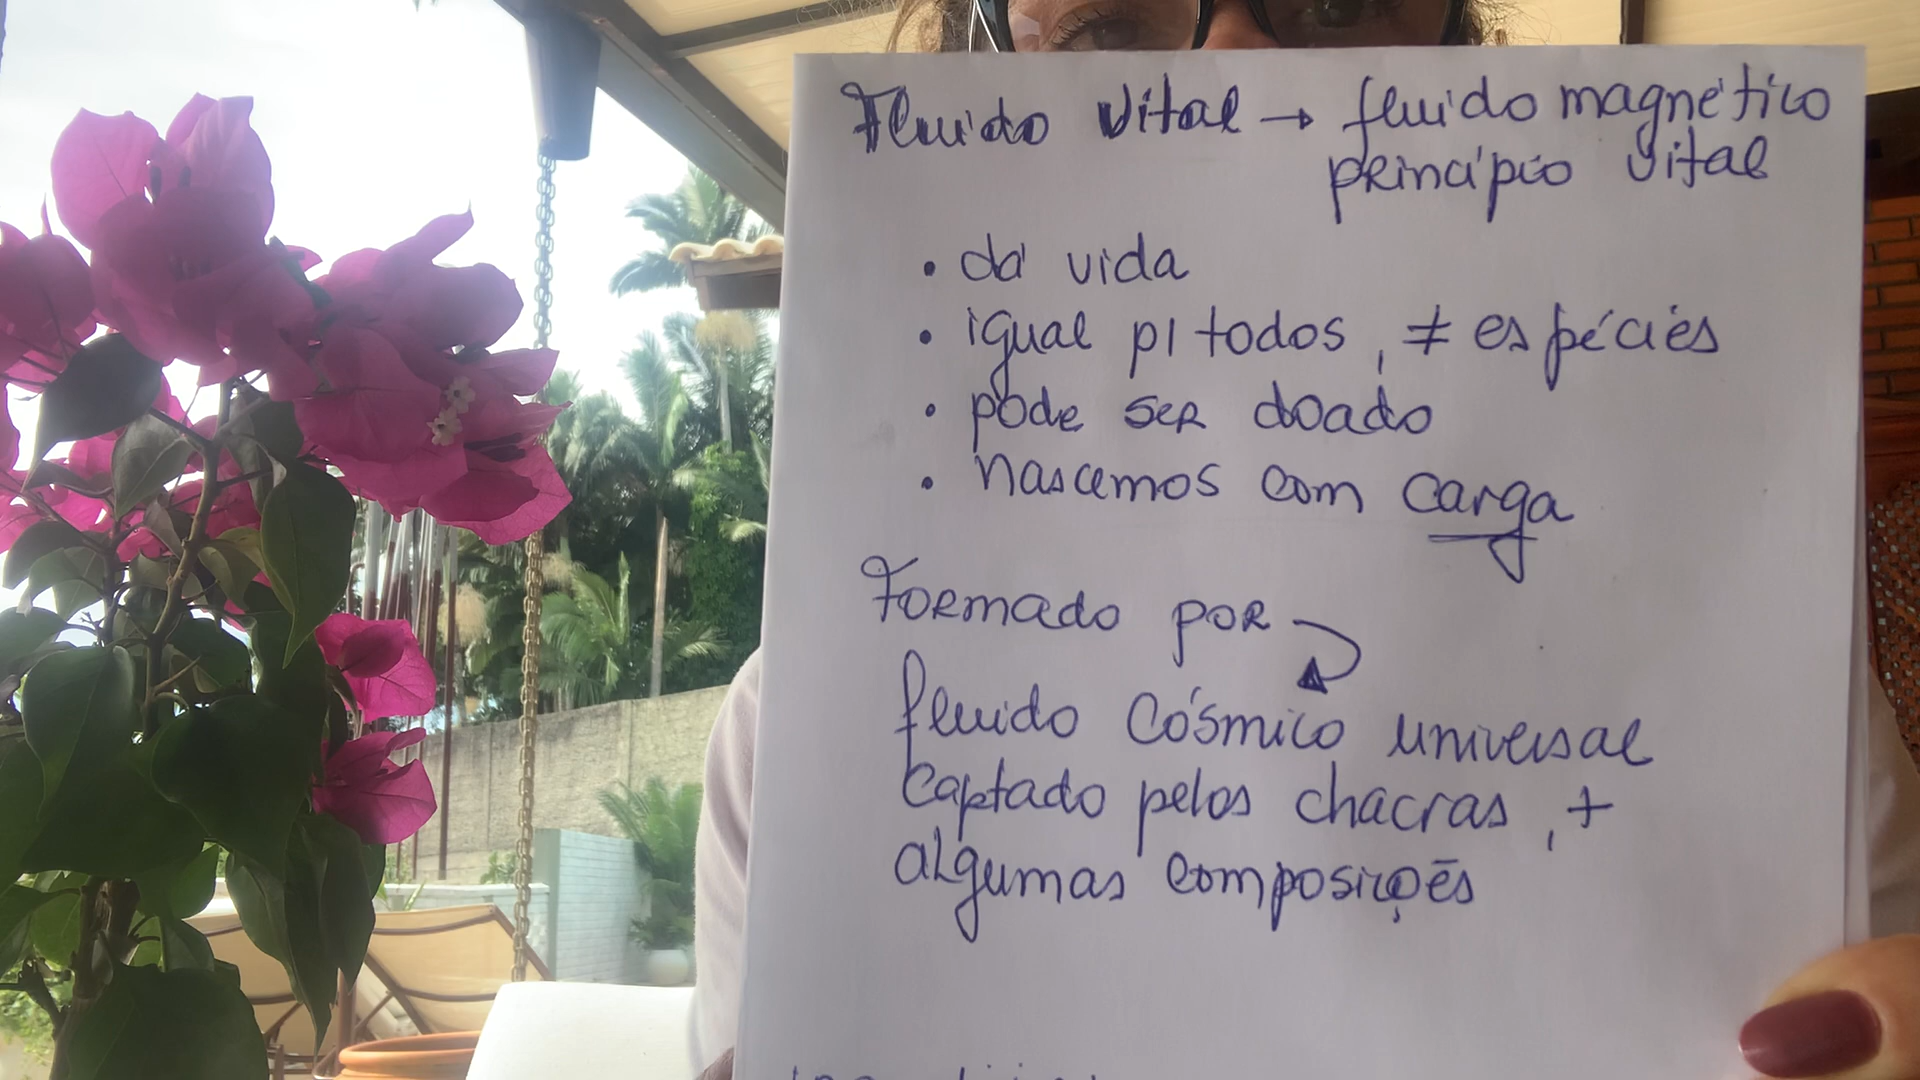 Fluido Vital → fluido magnético
princípio vital
• dá vida
• igual p/ todos, ≠ espécies
• pode ser doado
• nascemos com carga
Formado por
fluido cósmico universal
captado pelos chacras, +
algumas composições